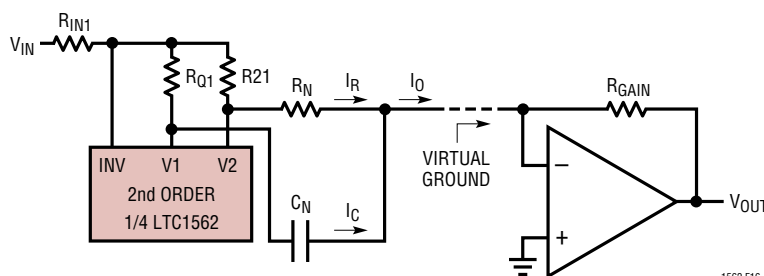 R_IN1
V_IN
R_Q1
R21
R_N
I_R
I_O
R_GAIN
VIRTUAL
GROUND
−
+
V_OUT
INV V1 V2
2nd ORDER
1/4 LTC1562
C_N
I_C
1562 F16